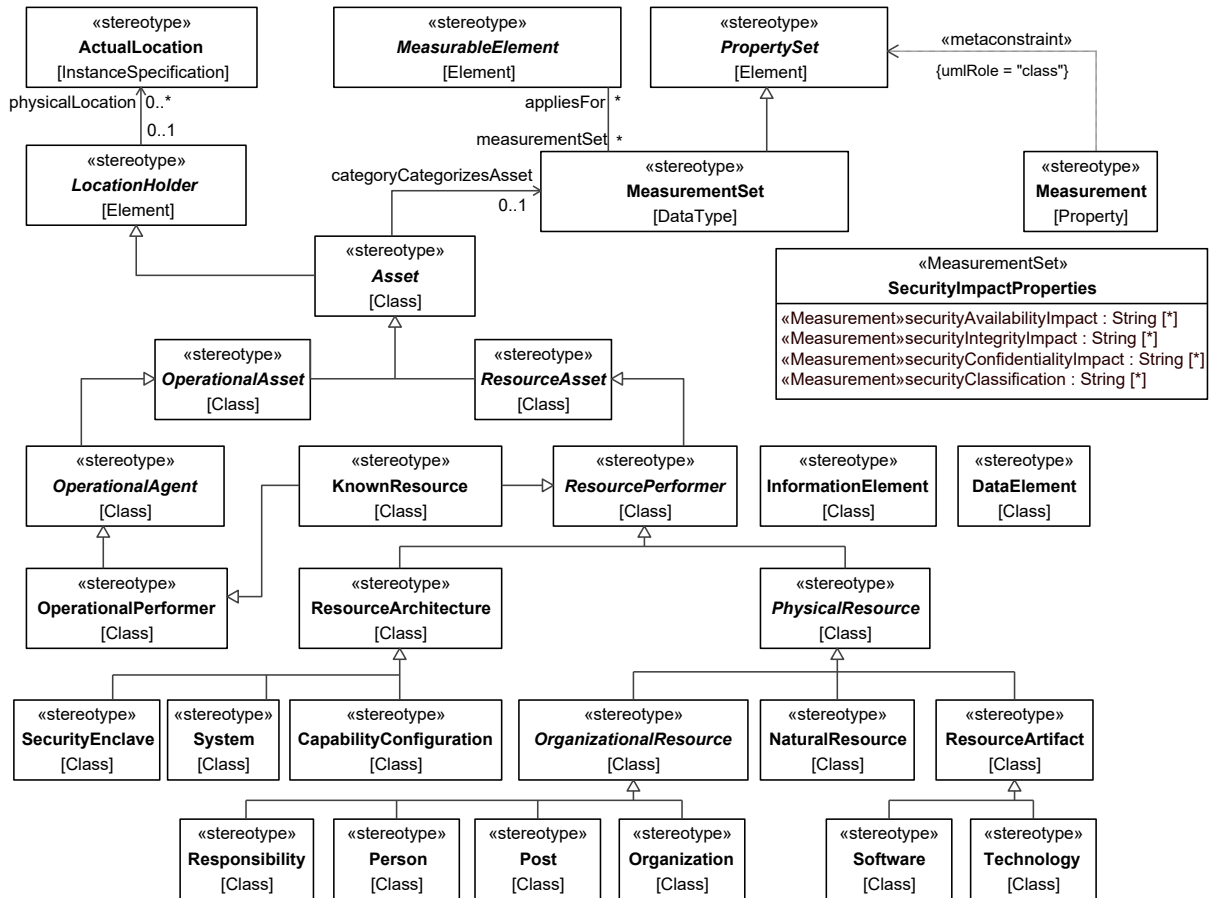 «stereotype»
ActualLocation
[InstanceSpecification]
«stereotype»
MeasurableElement
[Element]
«stereotype»
PropertySet
[Element]
«metaconstraint»
{umlRole = "class"}
physicalLocation 0..*
0..1
appliesFor *
measurementSet *
«stereotype»
LocationHolder
[Element]
categoryCategorizesAsset
0..1
«stereotype»
MeasurementSet
[DataType]
«stereotype»
Measurement
[Property]
«stereotype»
Asset
[Class]
«MeasurementSet»
SecurityImpactProperties
«Measurement»securityAvailabilityImpact : String [*]
«Measurement»securityIntegrityImpact : String [*]
«Measurement»securityConfidentialityImpact : String [*]
«Measurement»securityClassification : String [*]
«stereotype»
OperationalAsset
[Class]
«stereotype»
ResourceAsset
[Class]
«stereotype»
OperationalAgent
[Class]
«stereotype»
KnownResource
[Class]
«stereotype»
ResourcePerformer
[Class]
«stereotype»
InformationElement
[Class]
«stereotype»
DataElement
[Class]
«stereotype»
OperationalPerformer
[Class]
«stereotype»
ResourceArchitecture
[Class]
«stereotype»
PhysicalResource
[Class]
«stereotype»
SecurityEnclave
[Class]
«stereotype»
System
[Class]
«stereotype»
CapabilityConfiguration
[Class]
«stereotype»
OrganizationalResource
[Class]
«stereotype»
NaturalResource
[Class]
«stereotype»
ResourceArtifact
[Class]
«stereotype»
Responsibility
[Class]
«stereotype»
Person
[Class]
«stereotype»
Post
[Class]
«stereotype»
Organization
[Class]
«stereotype»
Software
[Class]
«stereotype»
Technology
[Class]